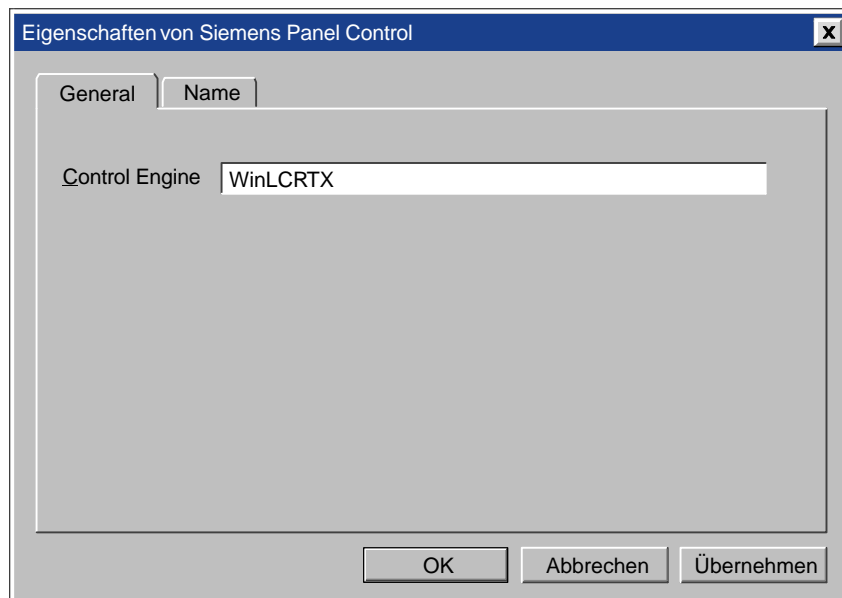 Eigenschaften von Siemens Panel Control
General
Name
Control Engine WinLCRTX
OK Abbrechen Übernehmen